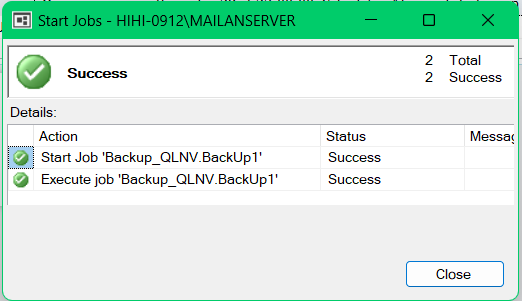 Start Jobs - HIHI-0912\MAILANSERVER
Success
2 Total
2 Success
Details:
Action Status Messag
Start Job 'Backup_QLNV.BackUp1' Success
Execute job 'Backup_QLNV.BackUp1' Success
Close